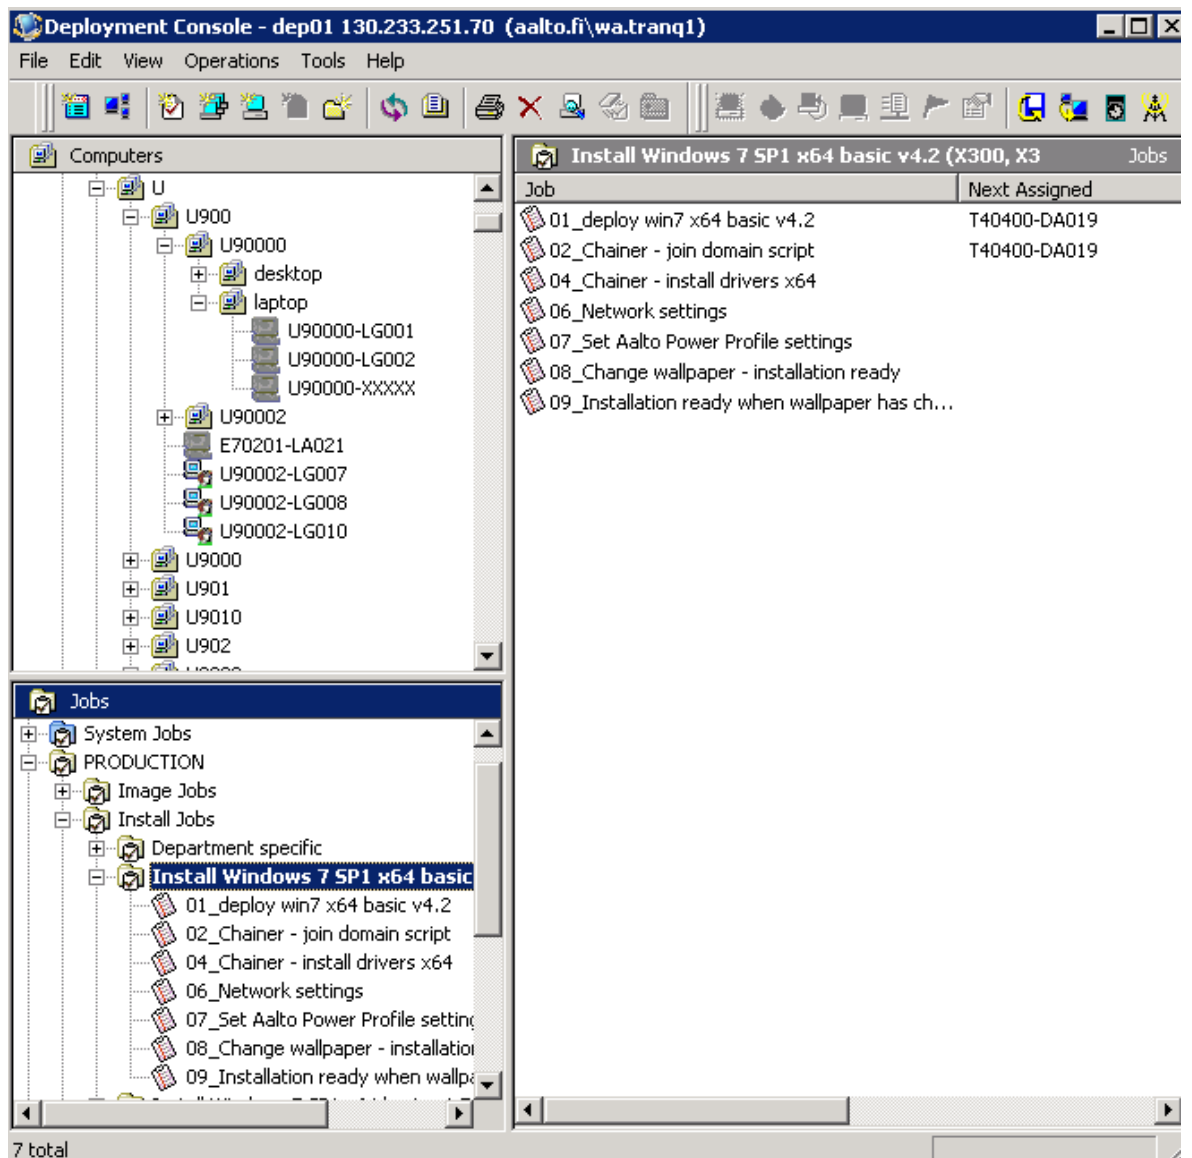 Deployment Console - dep01 130.233.251.70 (aalto.fi\wa.tranq1)
File Edit View Operations Tools Help
Computers
U
U900
U90000
desktop
laptop
U90000-LG001
U90000-LG002
U90000-XXXXX
U90002
E70201-LA021
U90002-LG007
U90002-LG008
U90002-LG010
U9000
U901
U9010
U902
Jobs
System Jobs
PRODUCTION
Image Jobs
Install Jobs
Department specific
Install Windows 7 SP1 x64 basic
01_deploy win7 x64 basic v4.2
02_Chainer - join domain script
04_Chainer - install drivers x64
06_Network settings
07_Set Aalto Power Profile setting
08_Change wallpaper - installation
09_Installation ready when wallpa
Install Windows 7 SP1 x64 basic v4.2 (X300, X3 Jobs
Job Next Assigned
01_deploy win7 x64 basic v4.2 T40400-DA019
02_Chainer - join domain script T40400-DA019
04_Chainer - install drivers x64
06_Network settings
07_Set Aalto Power Profile settings
08_Change wallpaper - installation ready
09_Installation ready when wallpaper has ch...
7 total